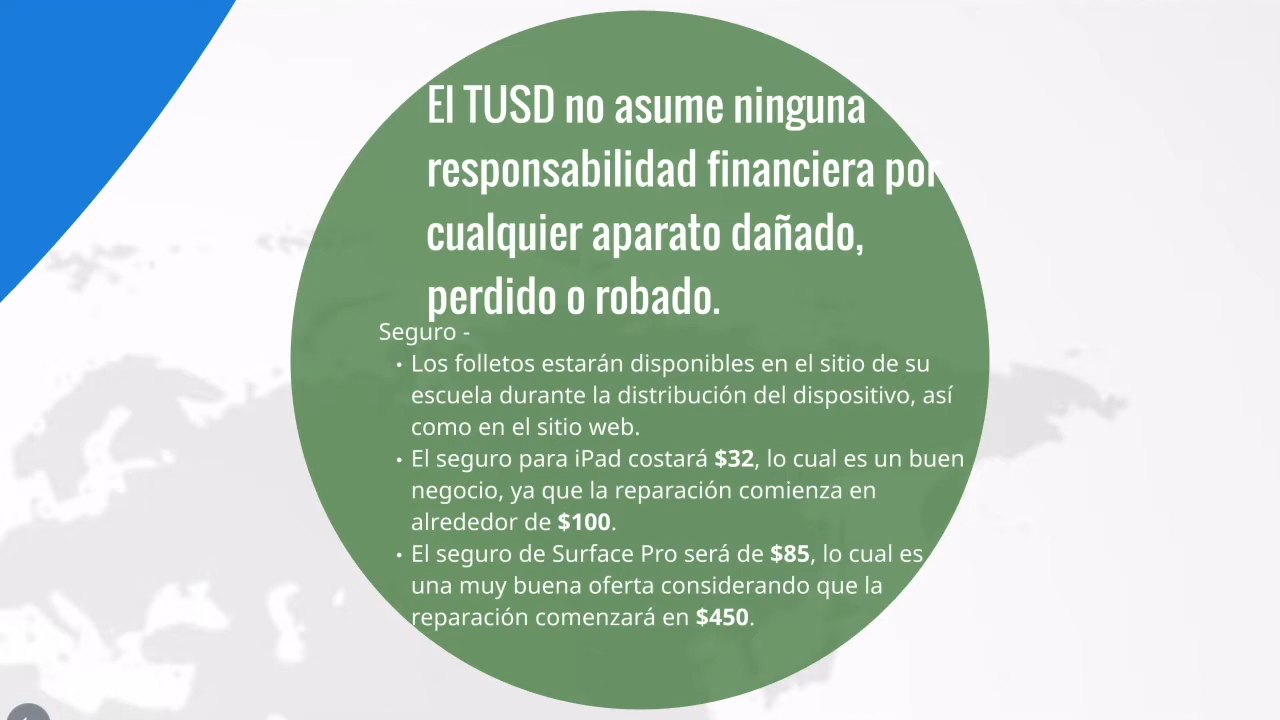 El TUSD no asume ninguna
responsabilidad financiera por
cualquier aparato dañado,
perdido o robado.
Seguro -
• Los folletos estarán disponibles en el sitio de su
escuela durante la distribución del dispositivo, así
como en el sitio web.
• El seguro para iPad costará $32, lo cual es un buen
negocio, ya que la reparación comienza en
alrededor de $100.
• El seguro de Surface Pro será de $85, lo cual es
una muy buena oferta considerando que la
reparación comenzará en $450.